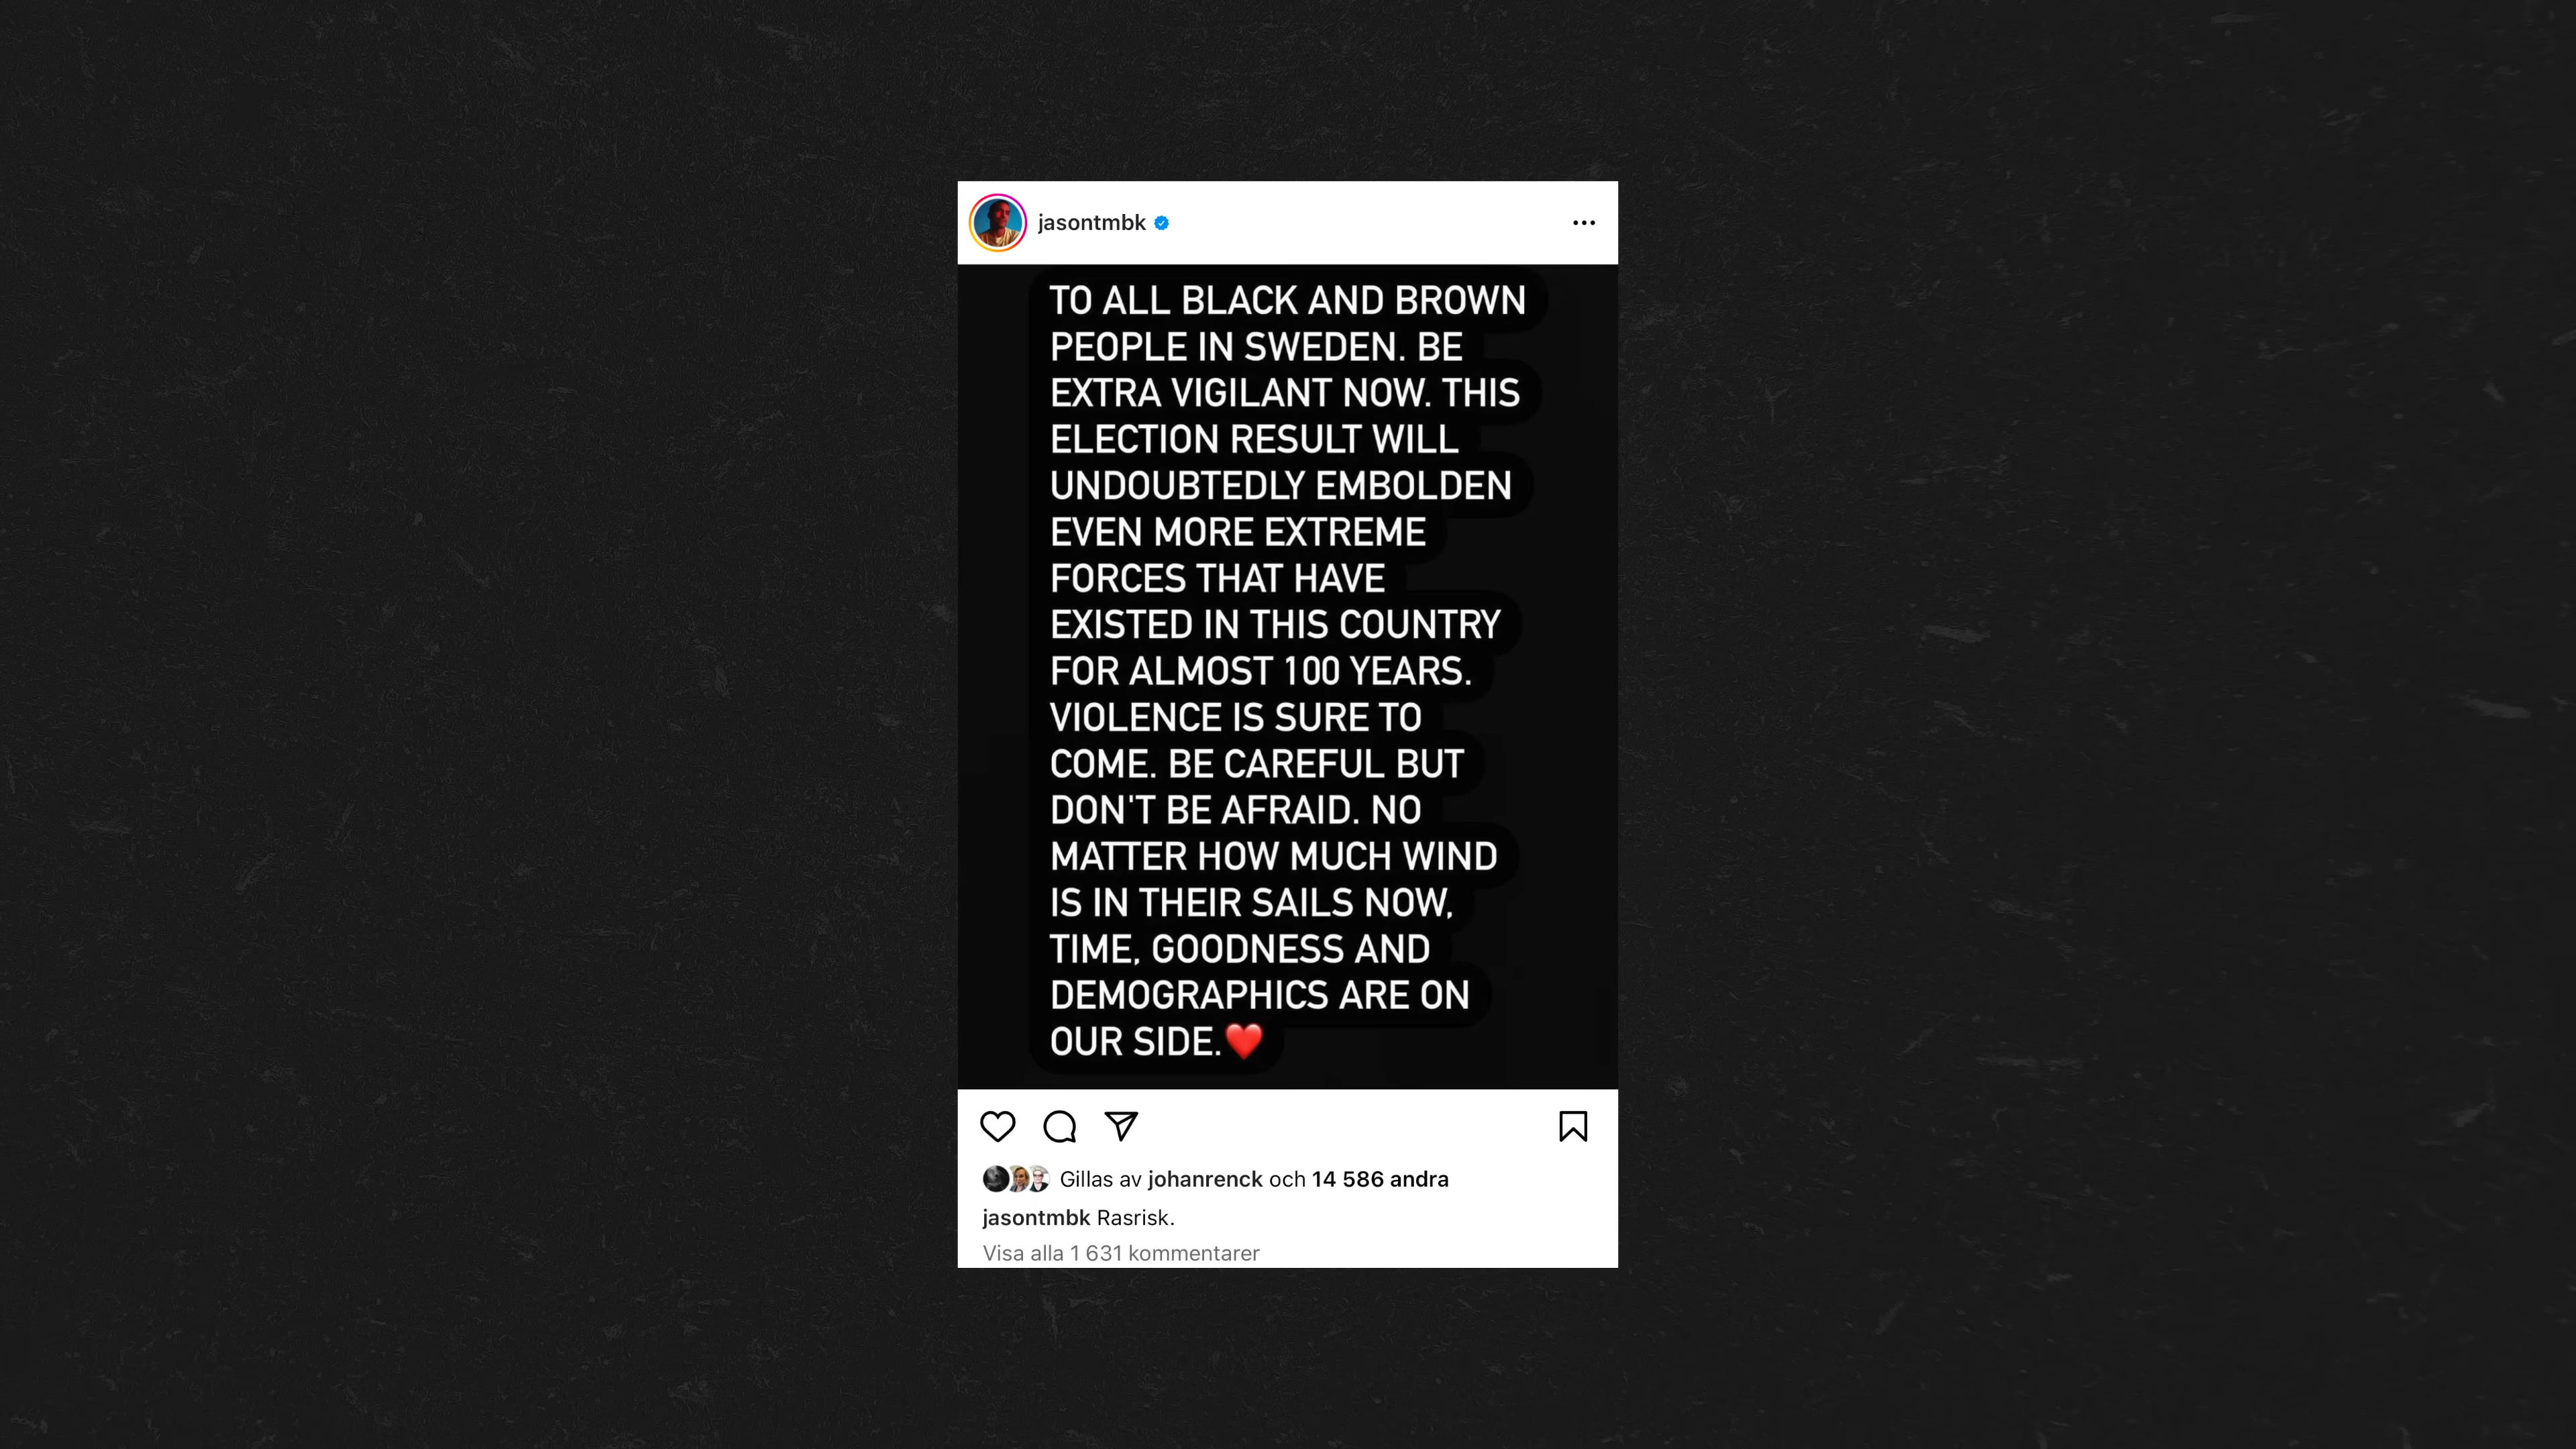 jasontmbk
TO ALL BLACK AND BROWN
PEOPLE IN SWEDEN. BE
EXTRA VIGILANT NOW. THIS
ELECTION RESULT WILL
UNDOUBTEDLY EMBOLDEN
EVEN MORE EXTREME
FORCES THAT HAVE
EXISTED IN THIS COUNTRY
FOR ALMOST 100 YEARS.
VIOLENCE IS SURE TO
COME. BE CAREFUL BUT
DON'T BE AFRAID. NO
MATTER HOW MUCH WIND
IS IN THEIR SAILS NOW,
TIME, GOODNESS AND
DEMOGRAPHICS ARE ON
OUR SIDE.❤️
Gillas av johanrenck och 14 586 andra
jasontmbk Rasrisk.
Visa alla 1 631 kommentarer